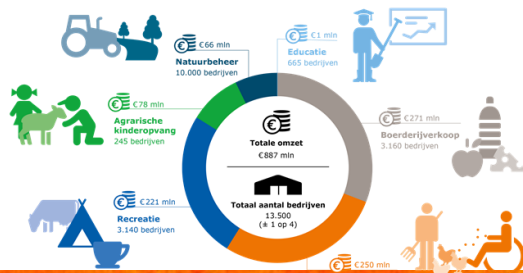 €66 mln
Natuurbeheer
10.000 bedrijven
€1 mln
Educatie
665 bedrijven
€78 mln
Agrarische
kinderopvang
245 bedrijven
Totale omzet
€887 mln
€271 mln
Boerderijverkoop
3.160 bedrijven
Totaal aantal bedrijven
13.500
(± 1 op 4)
€221 mln
Recreatie
3.140 bedrijven
€250 mln